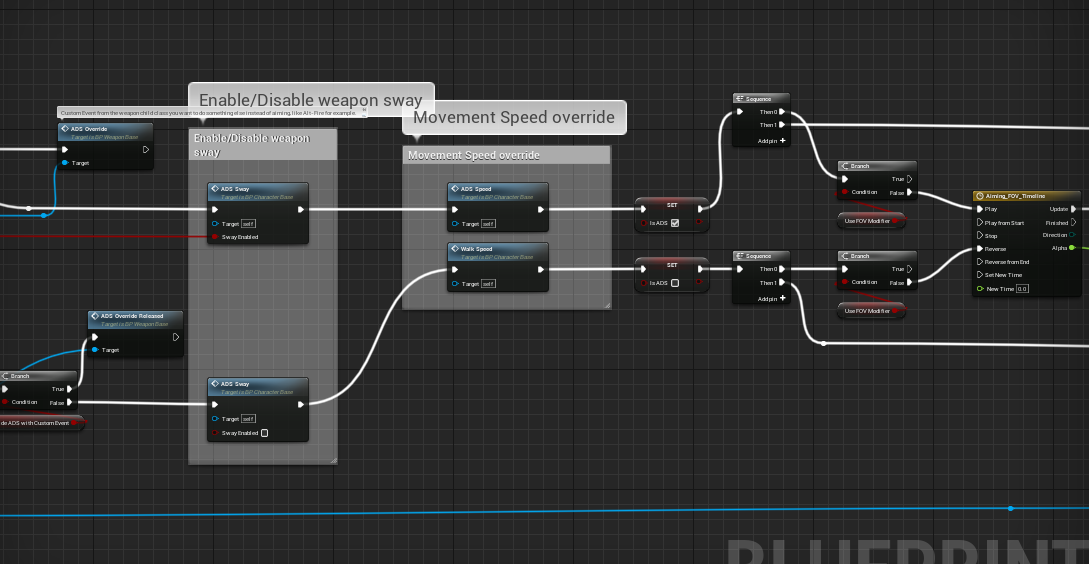 Enable/Disable weapon sway
Movement Speed override
Custom Event from the weapon child class you want to do something else instead of aiming, like Alt-Fire for example.
ADS Override
Target is BP Weapon Base
Target
Enable/Disable weapon
sway
Movement Speed override
ADS Sway
Target is BP Character Base
Target self
Sway Enabled
ADS Speed
Target is BP Character Base
Target self
Walk Speed
Target is BP Character Base
Target self
SET
Is ADS
SET
Is ADS
Sequence
Then 0
Then 1
Add pin +
Branch
True
Condition False
Use FOV Modifier
Sequence
Then 0
Then 1
Add pin +
Branch
True
Condition False
Use FOV Modifier
Aiming_FOV_Timeline
Play Update
Play from Start Finished
Stop Direction
Reverse Alpha
Reverse from End
Set New Time
New Time 0.0
ADS Override Released
Target is BP Weapon Base
Target
Branch
True
Condition False
de ADS with Custom Event
ADS Sway
Target is BP Character Base
Target self
Sway Enabled
BLUEPRINT